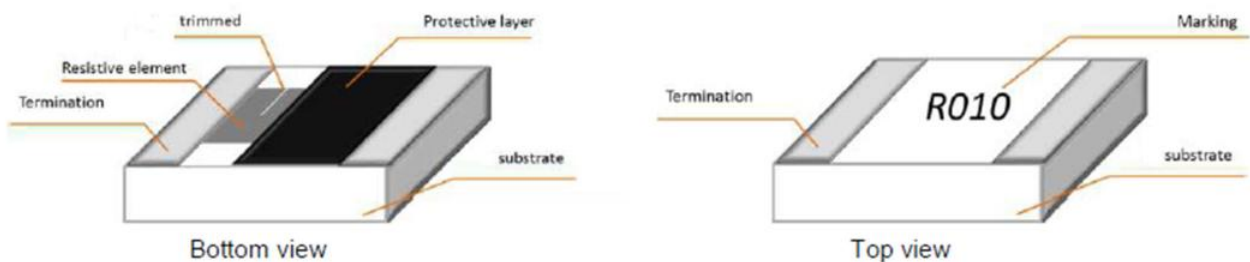 trimmed
Protective layer
Resistive element
Termination
substrate
Bottom view
Marking
Termination
R010
substrate
Top view